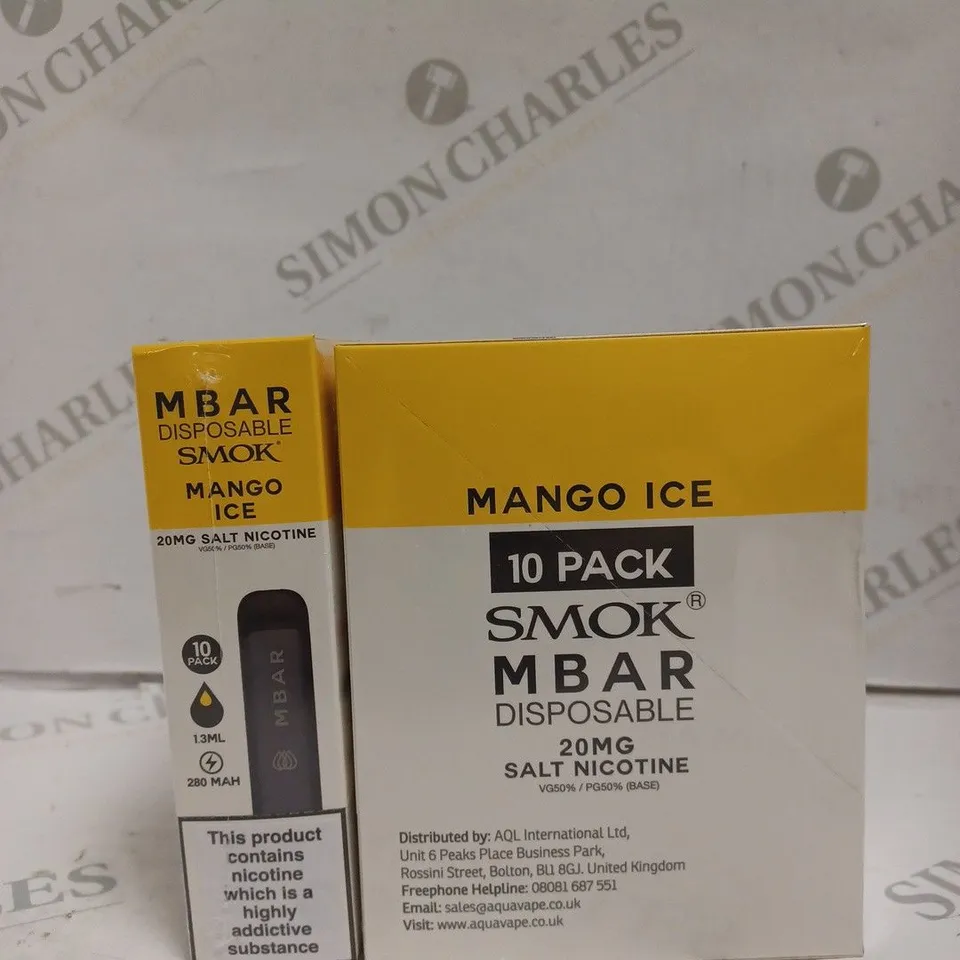 SIMON CHARLES
SIMON CHARLES
SIMON CHARLES
MBAR
DISPOSABLE
SMOK®
MANGO
ICE
20MG SALT NICOTINE
VG50% / PG50% (BASE)
10
PACK
1.3ML
280 MAH
MBAR
This product
contains
nicotine
which is a
highly
addictive
substance
MANGO ICE
10 PACK
SMOK®
MBAR
DISPOSABLE
20MG
SALT NICOTINE
VG50% / PG50% (BASE)
Distributed by: AQL International Ltd,
Unit 6 Peaks Place Business Park,
Rossini Street, Bolton, BL1 8GJ. United Kingdom
Freephone Helpline: 08081 687 551
Email: sales@aquavape.co.uk
Visit: www.aquavape.co.uk